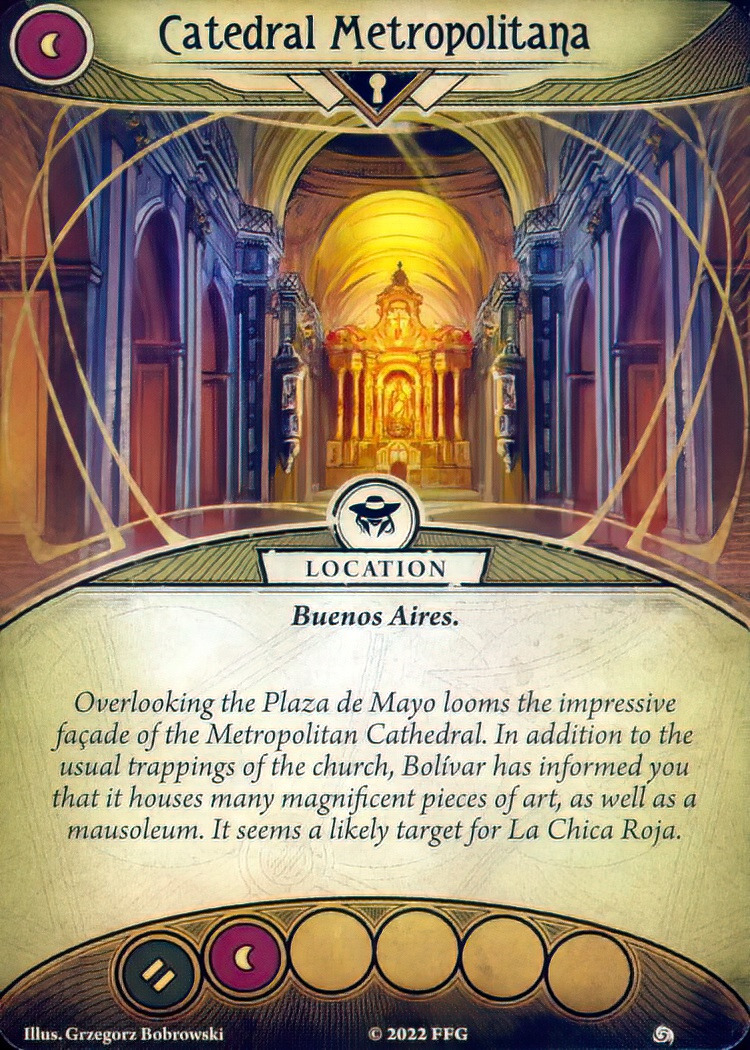 Catedral Metropolitana
LOCATION
Buenos Aires.
Overlooking the Plaza de Mayo looms the impressive
façade of the Metropolitan Cathedral. In addition to the
usual trappings of the church, Bolívar has informed you
that it houses many magnificent pieces of art, as well as a
mausoleum. It seems a likely target for La Chica Roja.
Illus. Grzegorz Bobrowski
© 2022 FFG